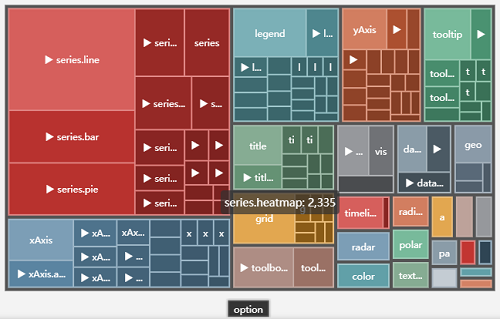 ▶ series.line
▶ seri...
series
▶ series...
▶ s...
▶ series.bar
▶ seri...
▶ seri...
▶ seri...
▶ seri...
▶ series.pie
legend
▶ l...
▶ l...
l
l
l
yAxis
▶
▶
tooltip
▶
tool...
t
tool...
t
title
ti
ti
▶ titl...
▶ ...
vis
da...
▶
▶ data...
geo
series.heatmap: 2,335
grid
g
timeli...
radi...
a
xAxis
▶ xA...
xAx...
▶
x
x
x
▶ xA...
▶ ...
▶ xAxis.a...
▶ xA...
▶ ...
▶ toolbo...
tool...
radar
polar
pa
color
text...
option